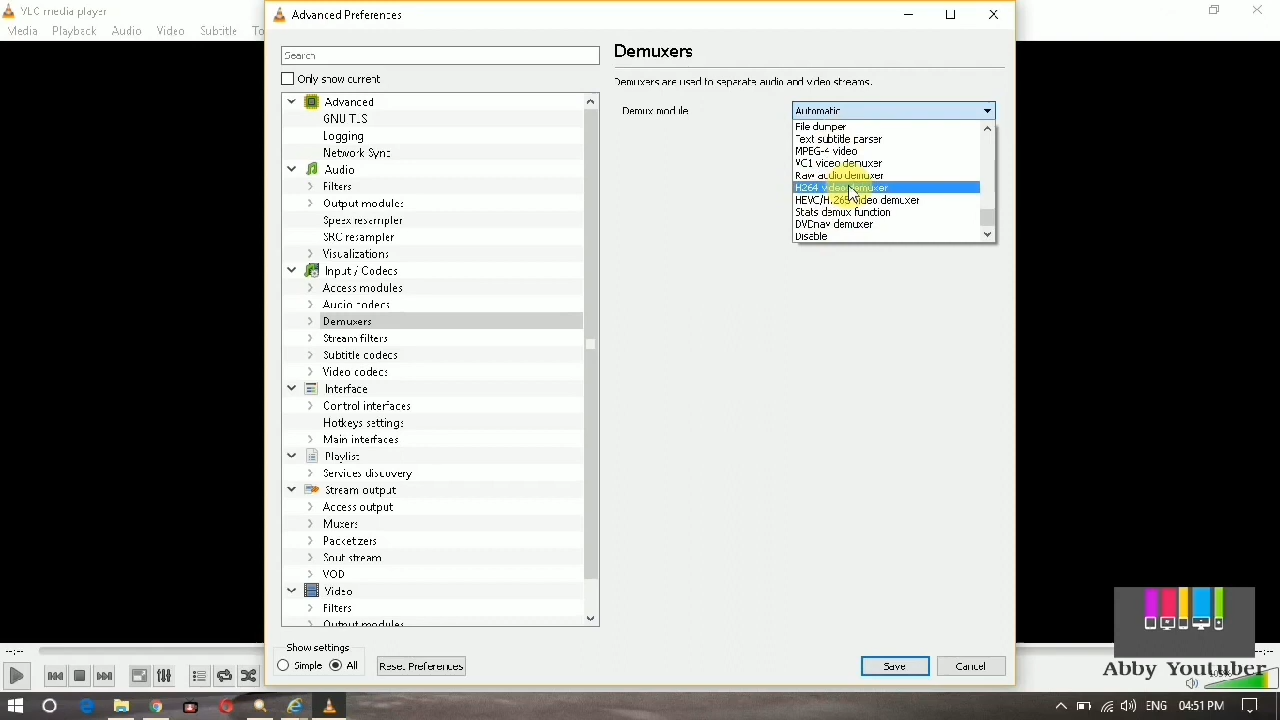 VLC media player
Media Playback Audio Video Subtitle To
Advanced Preferences
Search
Only show current
Advanced
GNU TLS
Logging
Network Sync
Audio
Filters
Output modules
Speex resampler
SRC resampler
Visualizations
Input / Codecs
Access modules
Audio codecs
Demuxers
Stream filters
Subtitle codecs
Video codecs
Interface
Control interfaces
Hotkeys settings
Main interfaces
Playlist
Services discovery
Stream output
Access output
Muxers
Packetizers
Sout stream
VOD
Video
Filters
Output modules
Demuxers
Demuxers are used to separate audio and video streams.
Demux module
Automatic
File dumper
Text subtitle parser
MPEG-4 video
VC1 video demuxer
Raw audio demuxer
H264 video demuxer
HEVC/H.265 video demuxer
Stats demux function
DVDnav demuxer
Disable
Show settings
Simple All
Reset Preferences
Save
Cancel
--:--
--:--
Abby Youtuber
ENG 04:51 PM